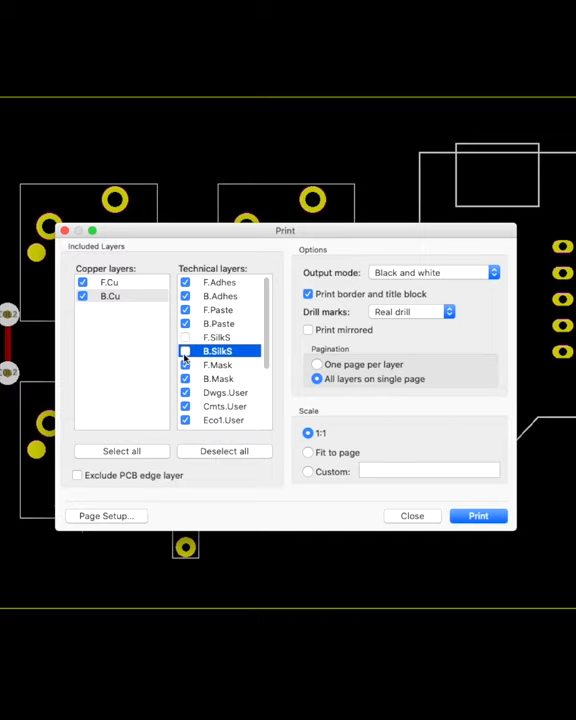 Print
Included Layers
Copper layers:
F.Cu
B.Cu
Technical layers:
F.Adhes
B.Adhes
F.Paste
B.Paste
F.SilkS
B.SilkS
F.Mask
B.Mask
Dwgs.User
Cmts.User
Eco1.User
Select all
Deselect all
Exclude PCB edge layer
Options
Output mode: Black and white
Print border and title block
Drill marks: Real drill
Print mirrored
Pagination
One page per layer
All layers on single page
Scale
1:1
Fit to page
Custom:
Page Setup...
Close
Print